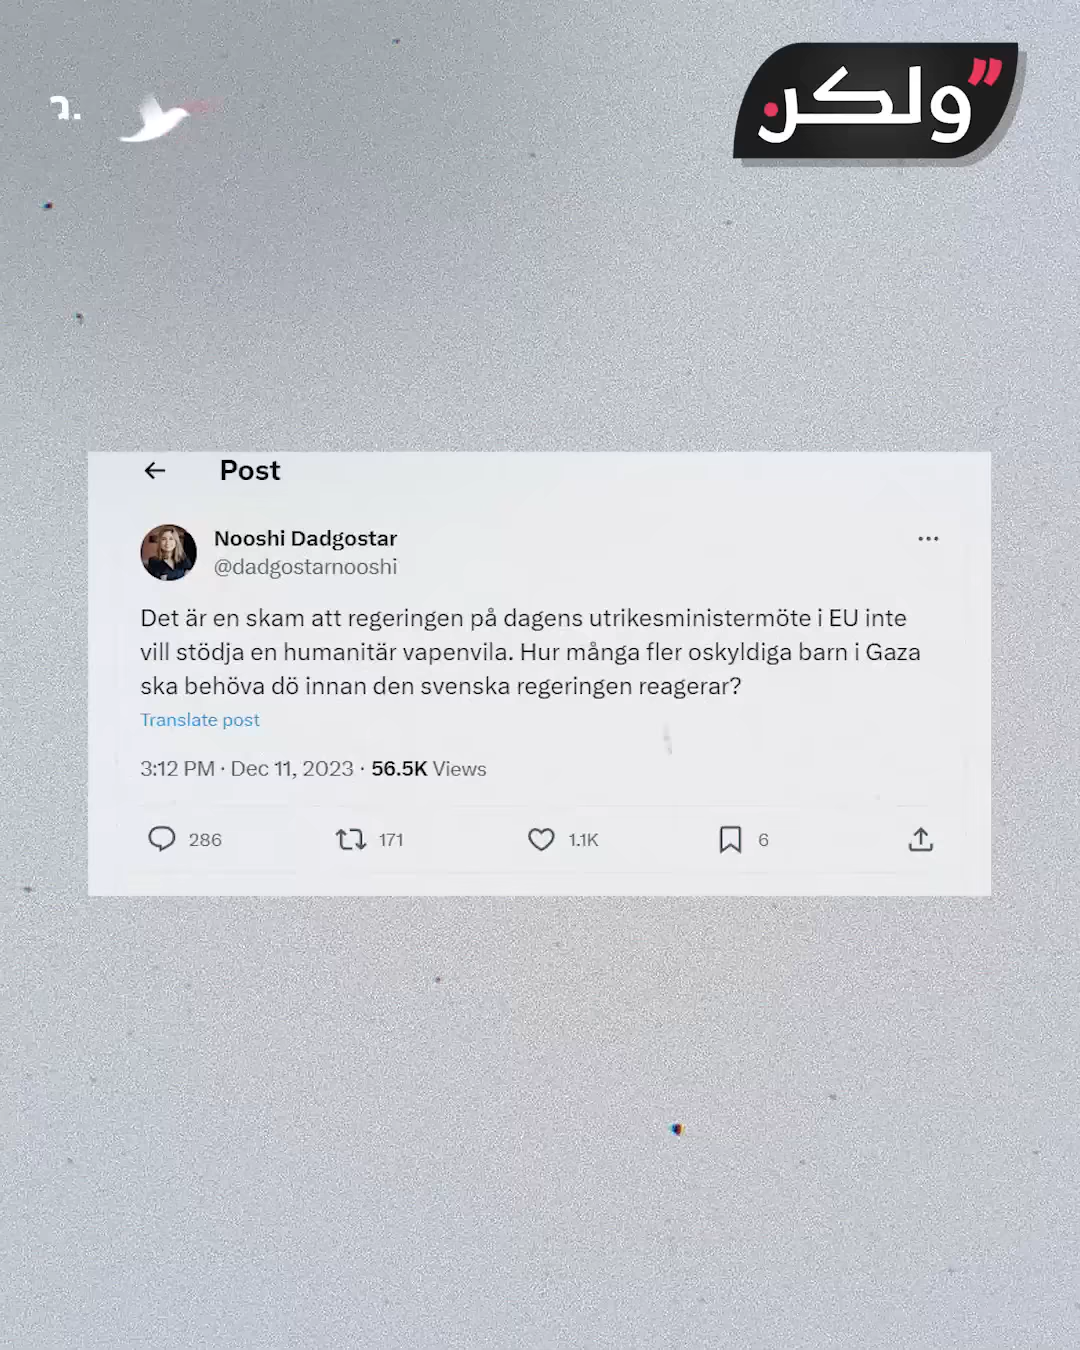 ولكن
Post
Nooshi Dadgostar
@dadgostarnooshi
Det är en skam att regeringen på dagens utrikesministermöte i EU inte
vill stödja en humanitär vapenvila. Hur många fler oskyldiga barn i Gaza
ska behöva dö innan den svenska regeringen reagerar?
Translate post
3:12 PM · Dec 11, 2023 · 56.5K Views
286 171 1.1K 6